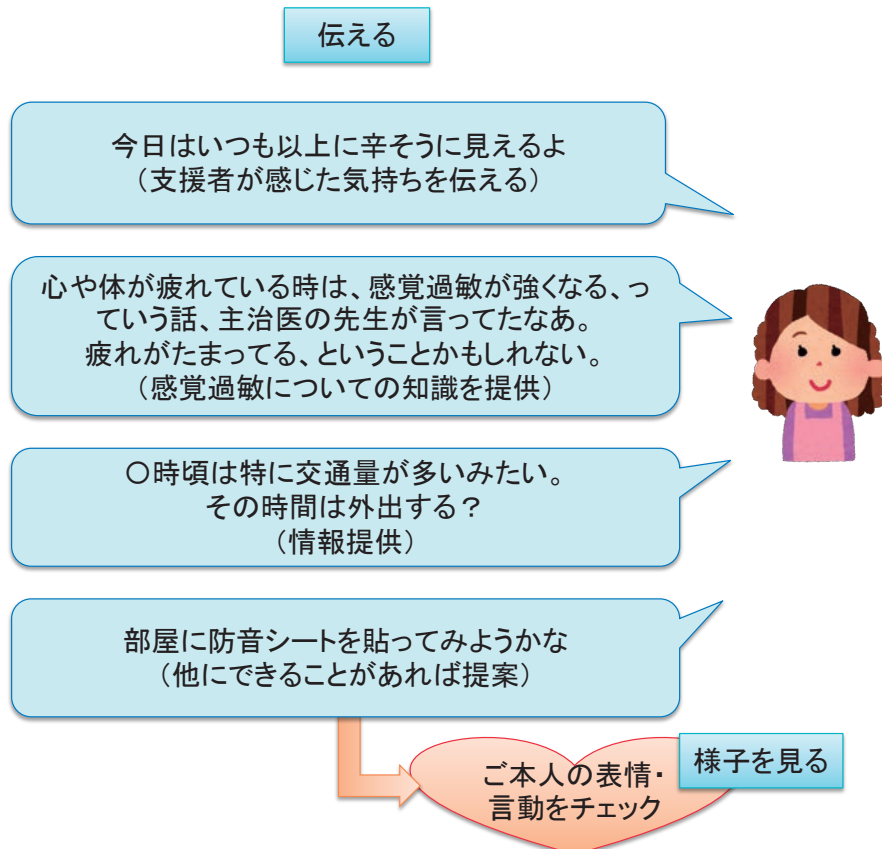 伝える
今日はいつも以上に辛そうに見えるよ
（支援者が感じた気持ちを伝える）
心や体が疲れている時は、感覚過敏が強くなる、っ
ていう話、主治医の先生が言ってたなあ。
疲れがたまってる、ということかもしれない。
（感覚過敏についての知識を提供）
〇時頃は特に交通量が多いみたい。
その時間は外出する？
（情報提供）
部屋に防音シートを貼ってみようかな
（他にできることがあれば提案）
様子を見る
ご本人の表情・
言動をチェック